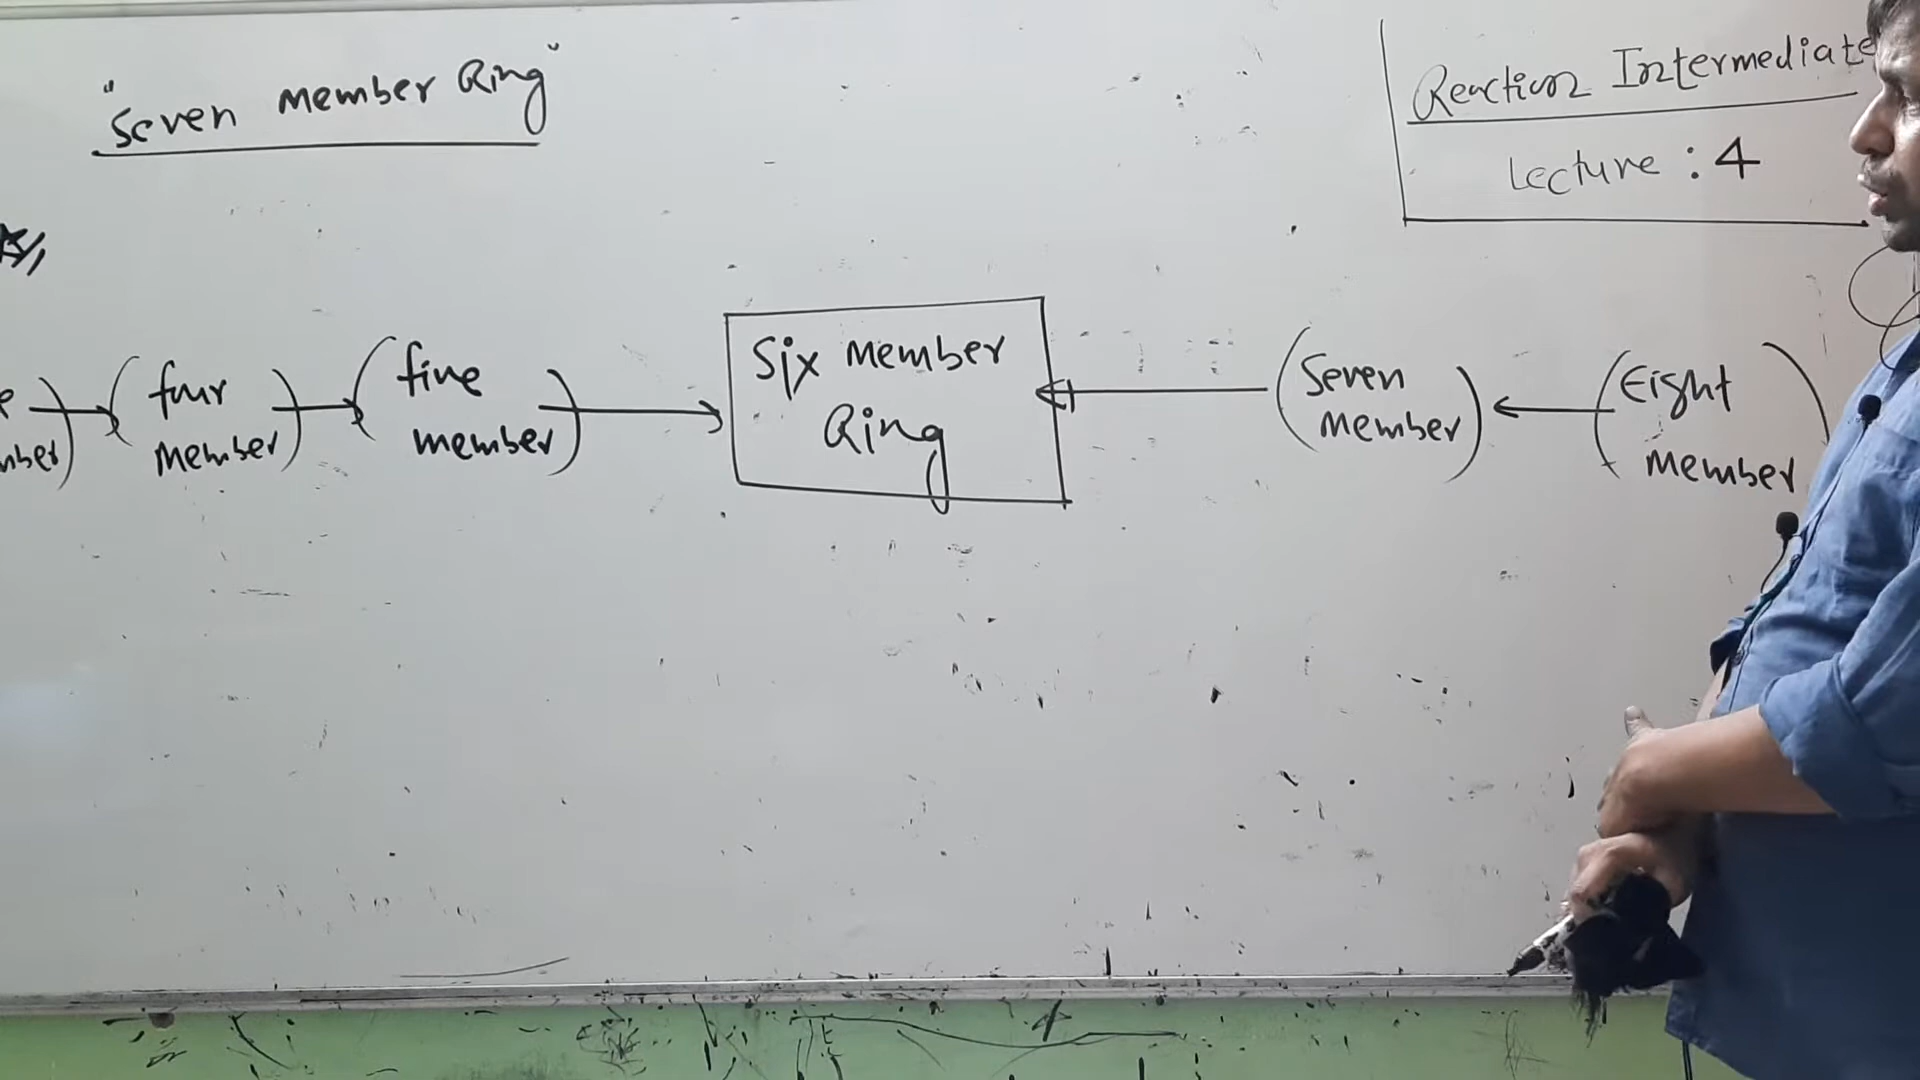 "Seven Member Ring"
Reaction Intermediate
Lecture : 4
four
Member
five
member
Six Member
Ring
Seven
Member
Eight
Member